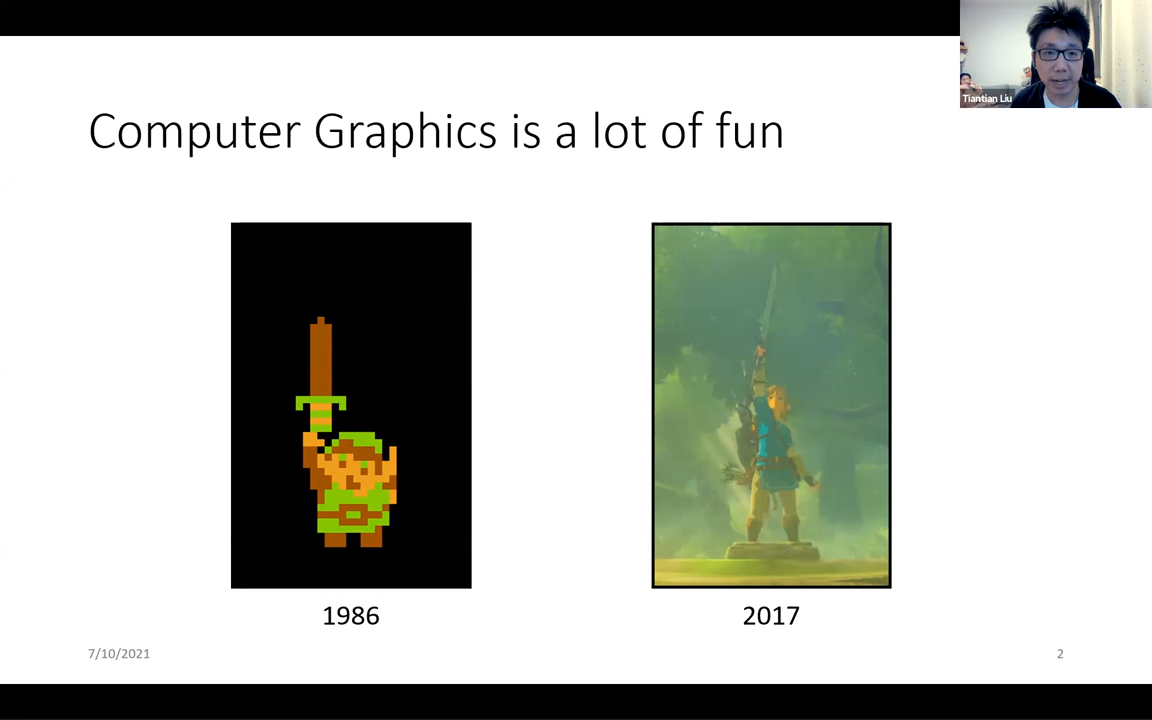 Tiantian Liu
Computer Graphics is a lot of fun
1986
2017
7/10/2021
2